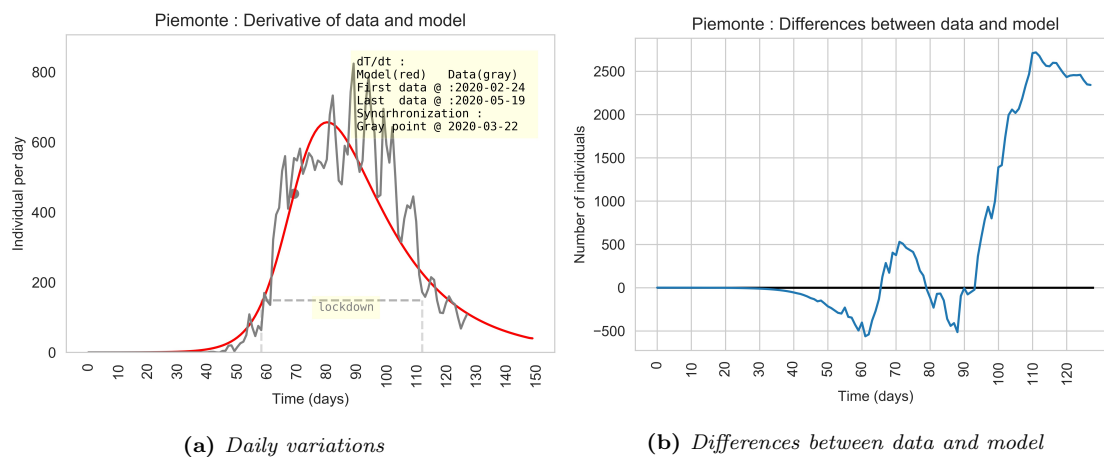 Piemonte : Derivative of data and model
Individual per day
800
600
400
200
0
dT/dt :
Model(red) Data(gray)
First data @ :2020-02-24
Last data @ :2020-05-19
Syncrhronization :
Gray point @ 2020-03-22
lockdown
0 10 20 30 40 50 60 70 80 90 100 110 120 130 140 150
Time (days)
(a) Daily variations
Piemonte : Differences between data and model
Number of individuals
2500
2000
1500
1000
500
0
−500
0 10 20 30 40 50 60 70 80 90 100 110 120
Time (days)
(b) Differences between data and model